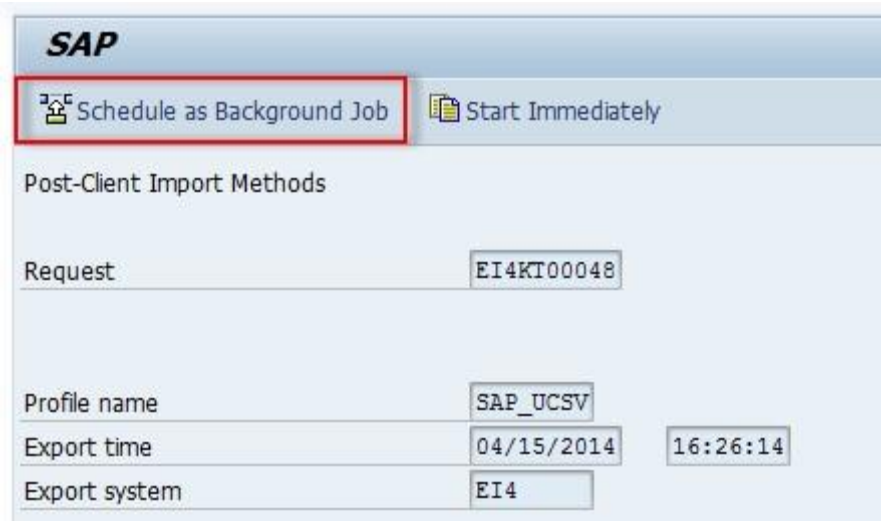 SAP
Schedule as Background Job Start Immediately
Post-Client Import Methods
Request EI4KT00048
Profile name SAP_UCSV
Export time 04/15/2014 16:26:14
Export system EI4